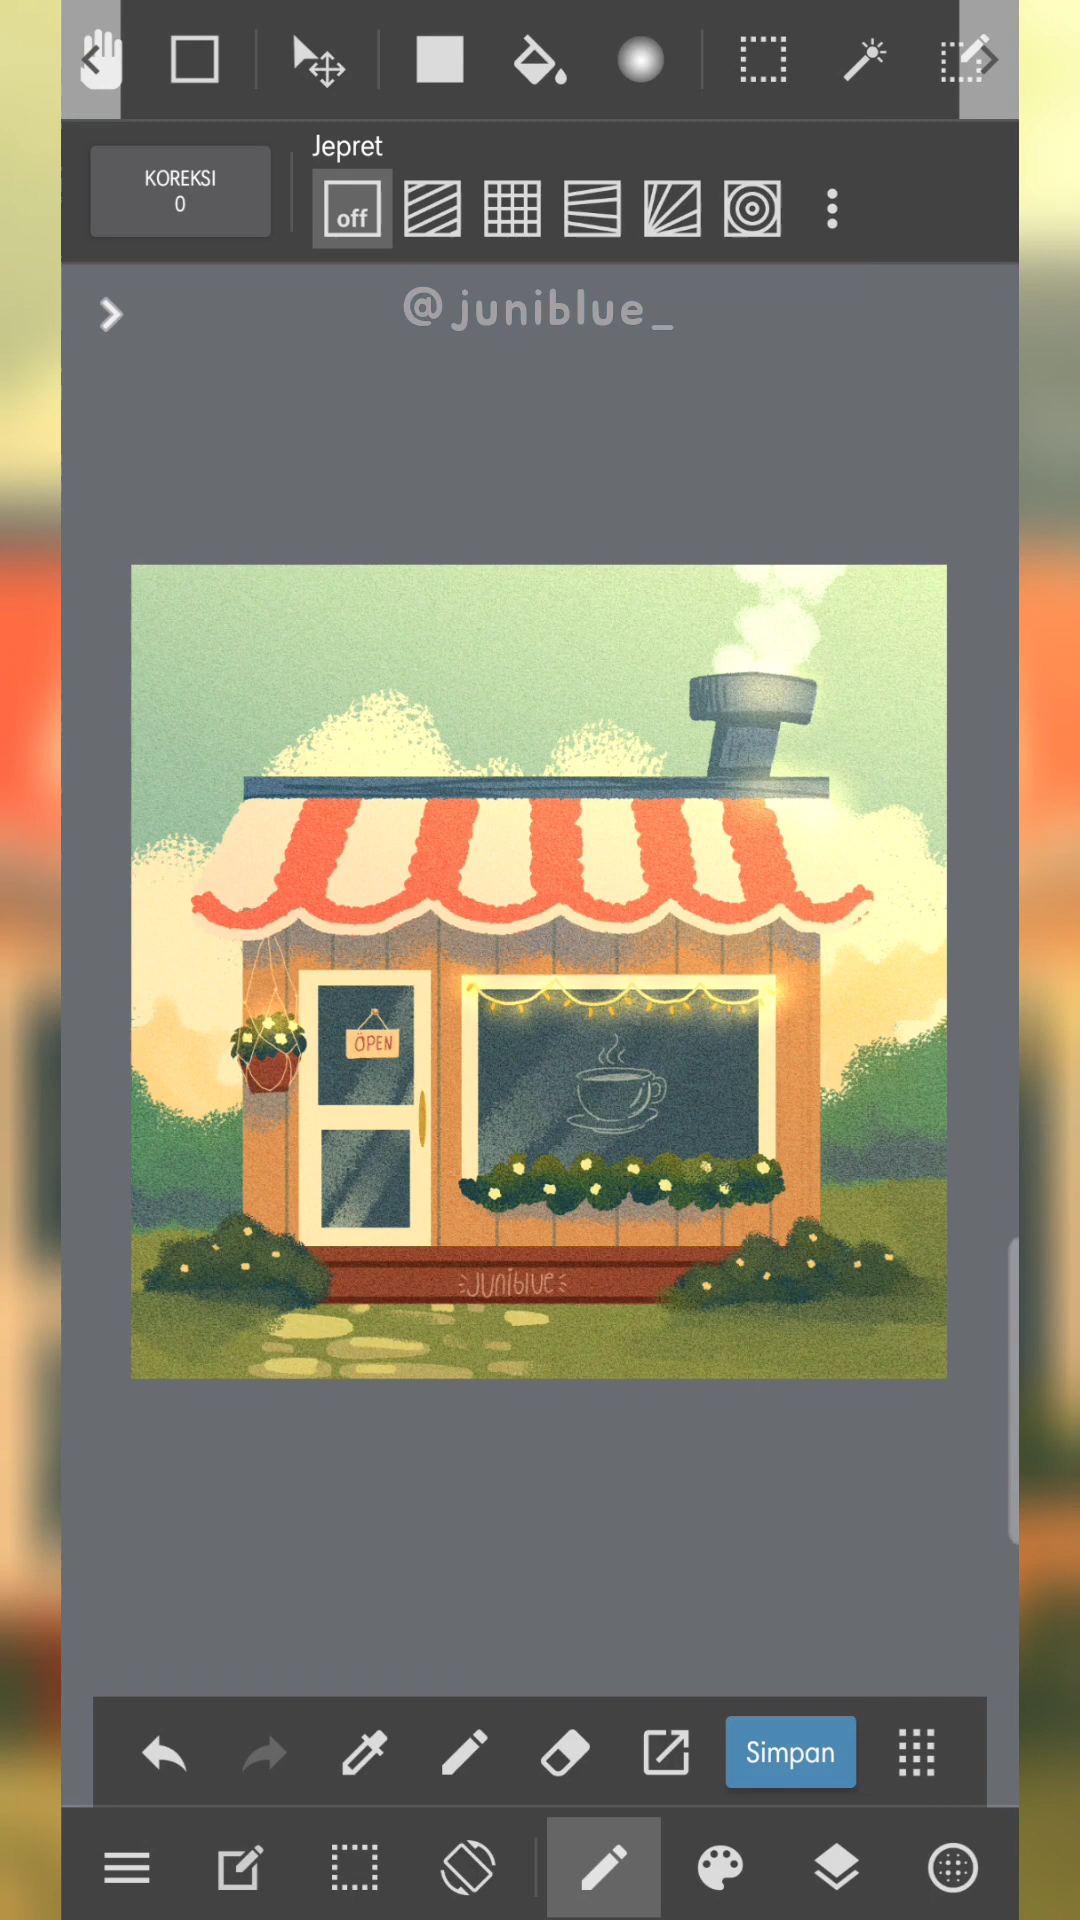 Jepret
KOREKSI
0
off
@juniblue_
OPEN
JUNiblue
Simpan